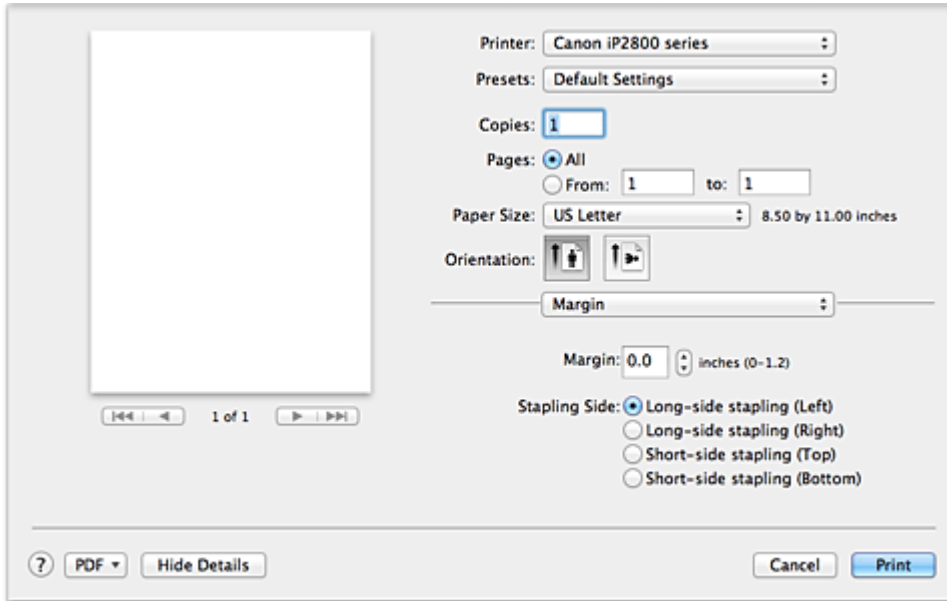 Printer: Canon iP2800 series
Presets: Default Settings
Copies: 1
Pages: All
From: 1 to: 1
Paper Size: US Letter 8.50 by 11.00 inches
Orientation:
Margin
Margin: 0.0 inches (0-1.2)
Stapling Side: Long-side stapling (Left)
Long-side stapling (Right)
Short-side stapling (Top)
Short-side stapling (Bottom)
1 of 1
? PDF Hide Details Cancel Print